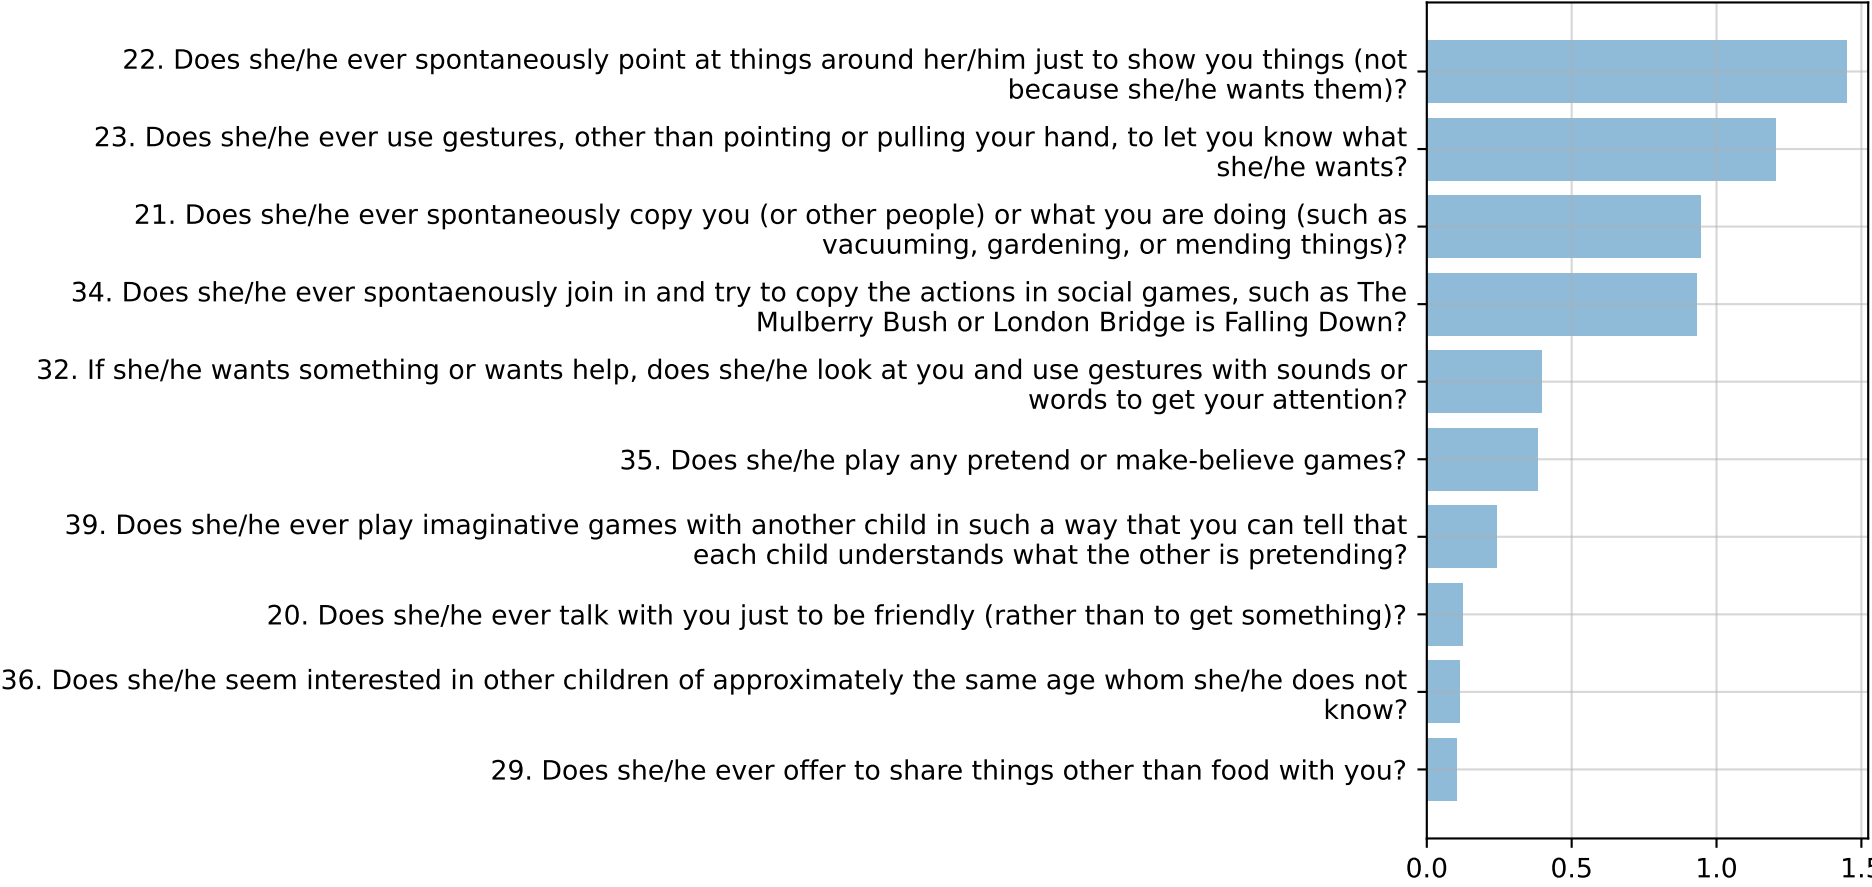 22. Does she/he ever spontaneously point at things around her/him just to show you things (not
because she/he wants them)?
23. Does she/he ever use gestures, other than pointing or pulling your hand, to let you know what
she/he wants?
21. Does she/he ever spontaneously copy you (or other people) or what you are doing (such as
vacuuming, gardening, or mending things)?
34. Does she/he ever spontaenously join in and try to copy the actions in social games, such as The
Mulberry Bush or London Bridge is Falling Down?
32. If she/he wants something or wants help, does she/he look at you and use gestures with sounds or
words to get your attention?
35. Does she/he play any pretend or make-believe games?
39. Does she/he ever play imaginative games with another child in such a way that you can tell that
each child understands what the other is pretending?
20. Does she/he ever talk with you just to be friendly (rather than to get something)?
36. Does she/he seem interested in other children of approximately the same age whom she/he does not
know?
29. Does she/he ever offer to share things other than food with you?
0.0 0.5 1.0